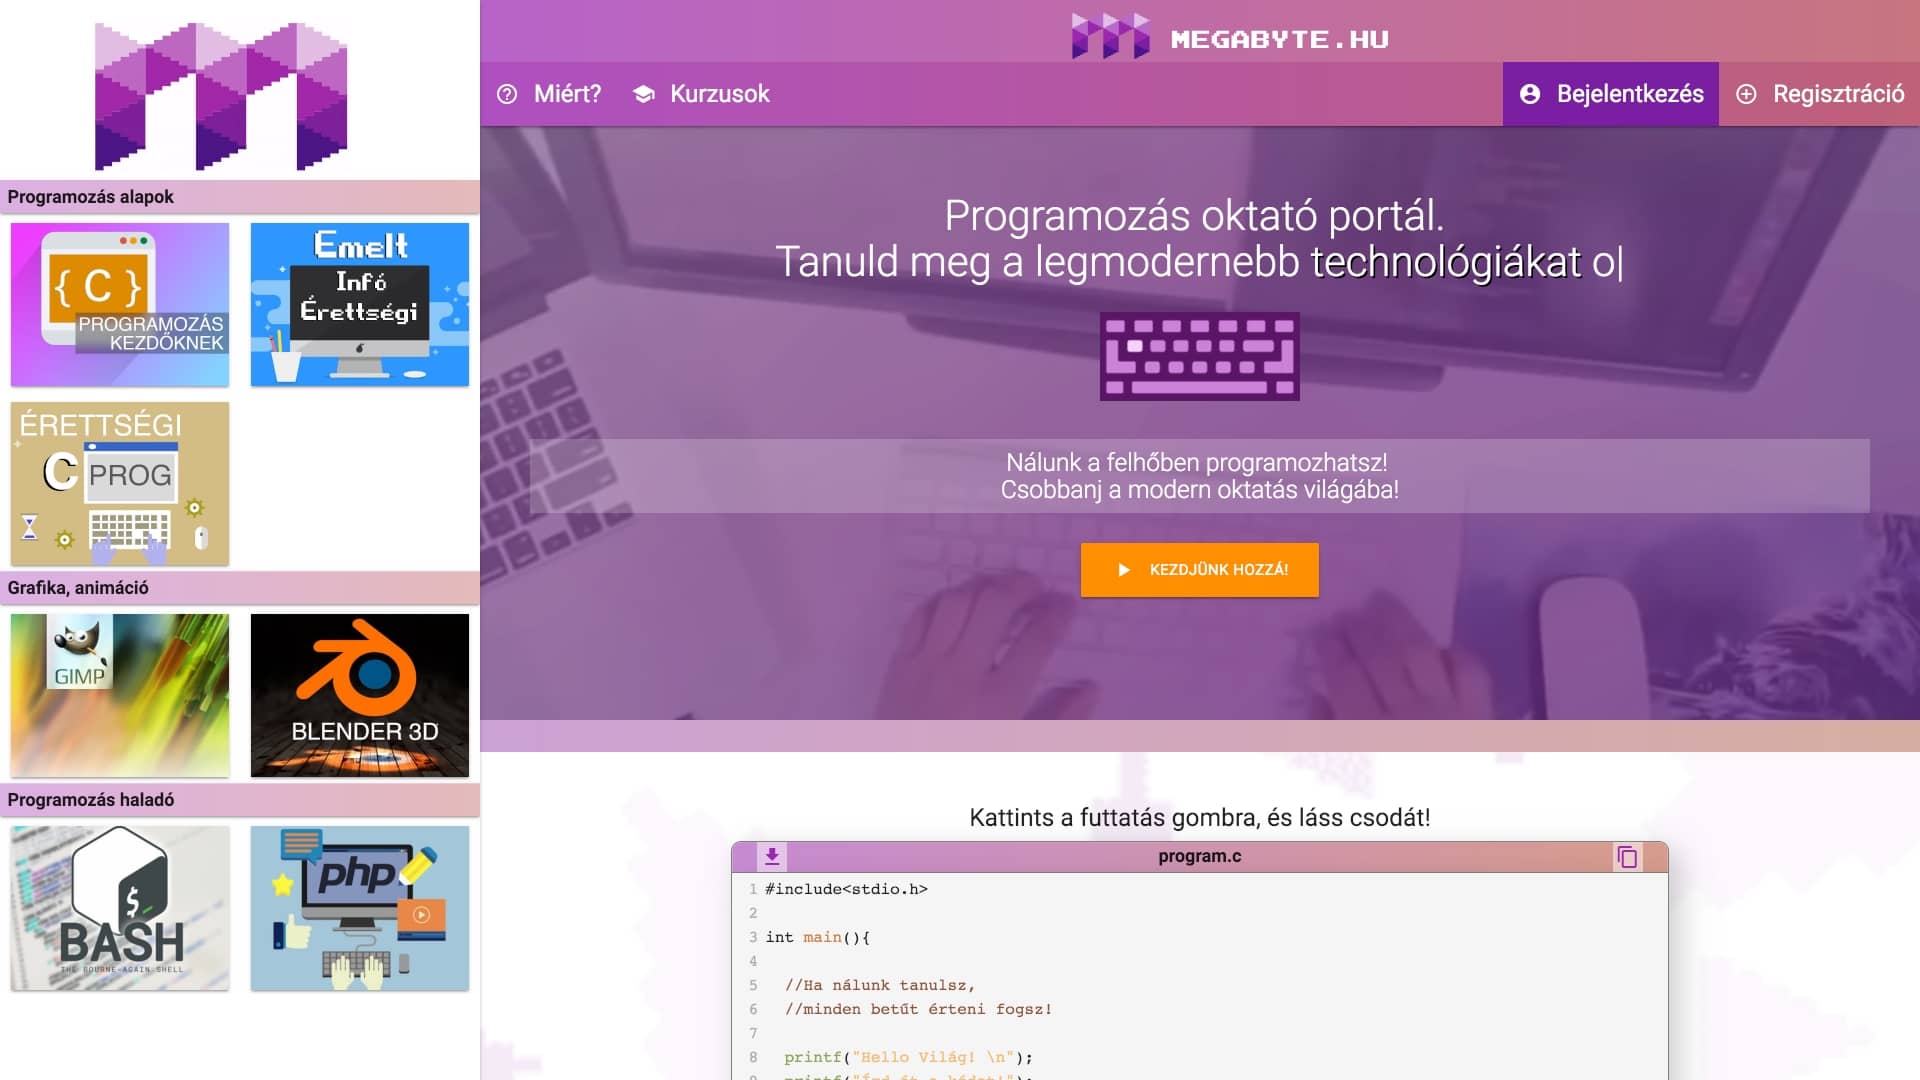 MEGABYTE.HU
Miért?
Kurzusok
Bejelentkezés
Regisztráció
Programozás alapok
{ C }
PROGRAMOZÁS
KEZDŐKNEK
Emelt
Infó
Érettségi
ÉRETTSÉGI
C PROG
Grafika, animáció
GIMP
BLENDER 3D
Programozás haladó
$
BASH
THE BOURNE-AGAIN SHELL
php
Programozás oktató portál.
Tanuld meg a legmodernebb technológiákat o|
Nálunk a felhőben programozhatsz!
Csobbanj a modern oktatás világába!
KEZDJÜNK HOZZÁ!
Kattints a futtatás gombra, és láss csodát!
program.c
1 #include<stdio.h>
2
3 int main(){
4
5 //Ha nálunk tanulsz,
6 //minden betűt érteni fogsz!
7
8 printf("Hello Világ! \n");